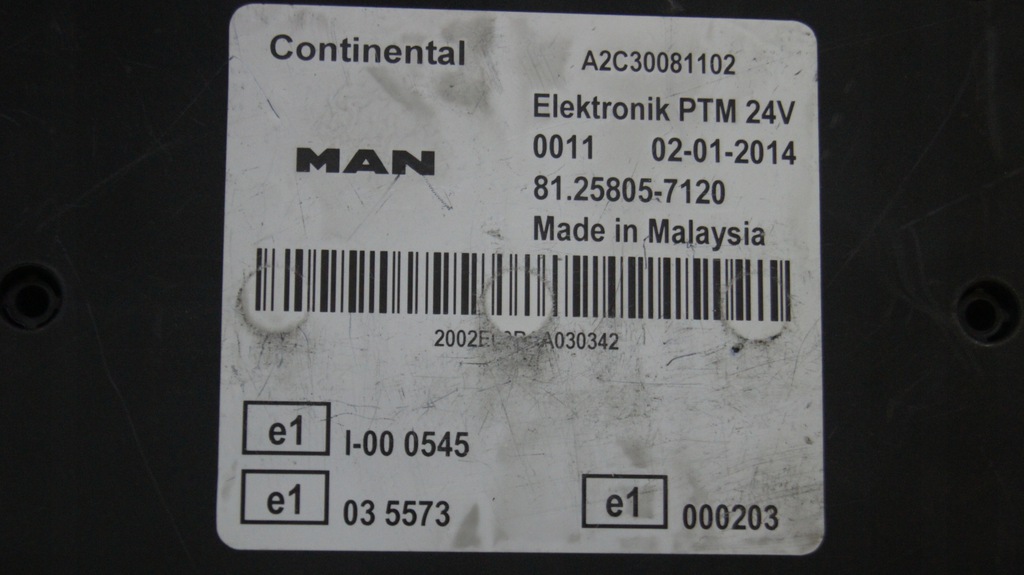 Continental
A2C30081102
MAN
Elektronik PTM 24V
0011 02-01-2014
81.25805-7120
Made in Malaysia
e1 I-00 0545
e1 03 5573
e1 000203